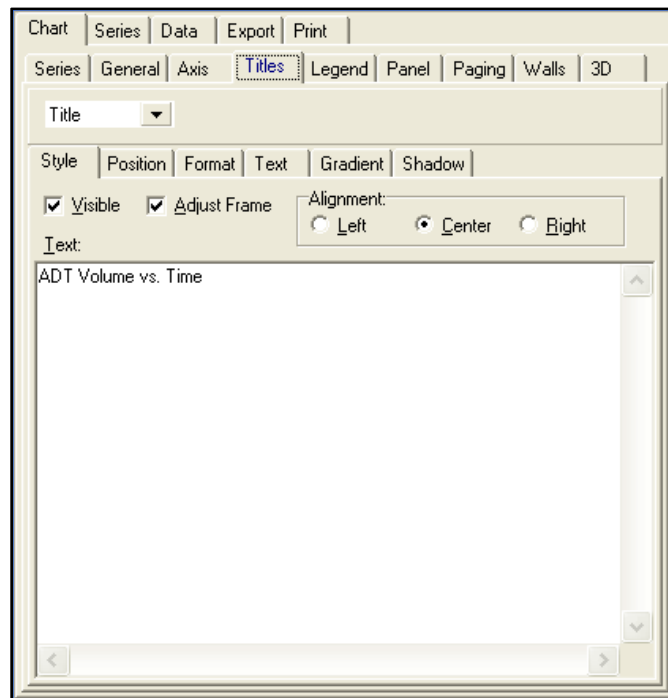 Chart Series Data Export Print
Series General Axis Titles Legend Panel Paging Walls 3D
Title
Style Position Format Text Gradient Shadow
Visible Adjust Frame Alignment:
Left Center Right
Text:
ADT Volume vs. Time